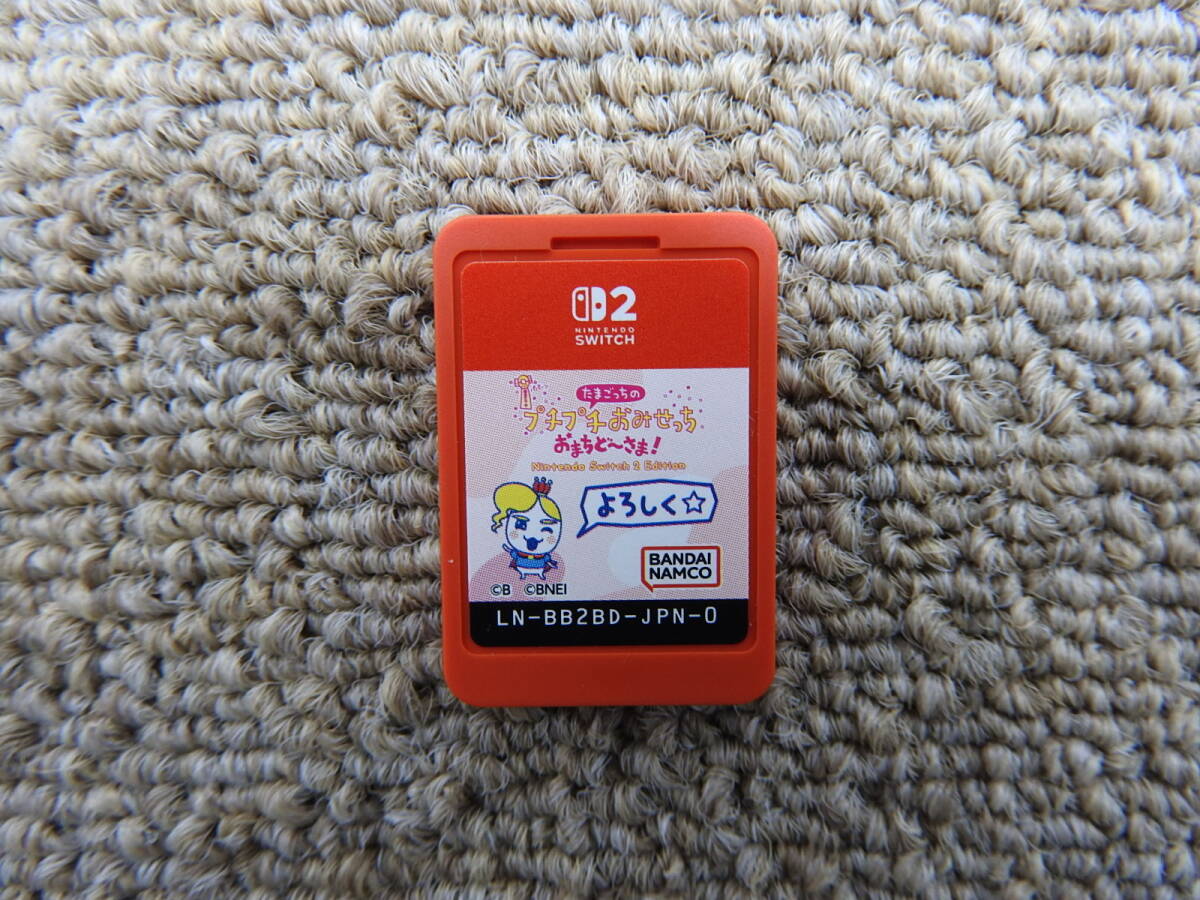 2
NINTENDO
SWITCH
たまごっちの
プチプチおみせっち
おまちど～さま!
Nintendo Switch 2 Edition
よろしく☆
BANDAI
NAMCO
©B ©BNEI
LN-BB2BD-JPN-0